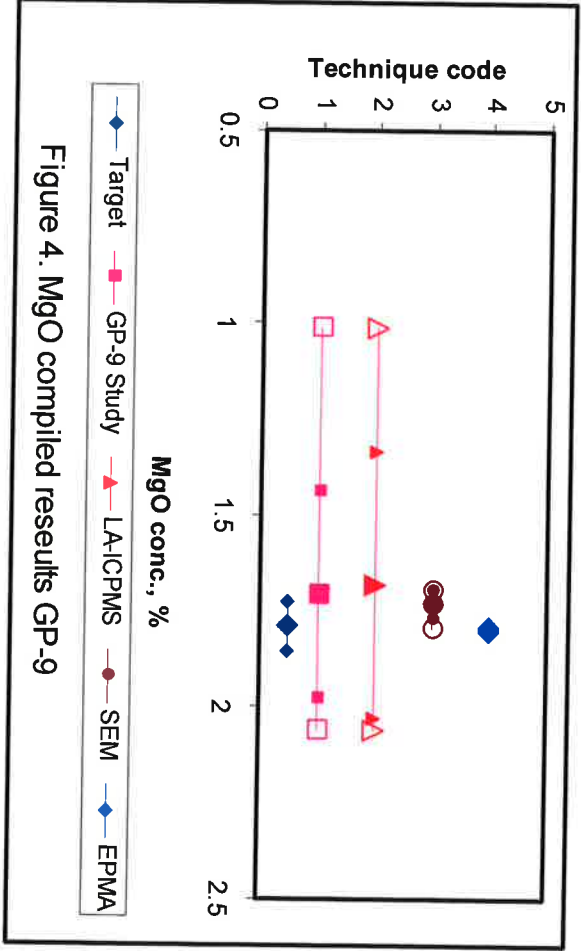 Technique code
5
4
3
2
1
0
0.5
1
1.5
2
2.5
MgO conc., %
Target GP-9 Study LA-ICPMS SEM EPMA
Figure 4. MgO compiled reseults GP-9